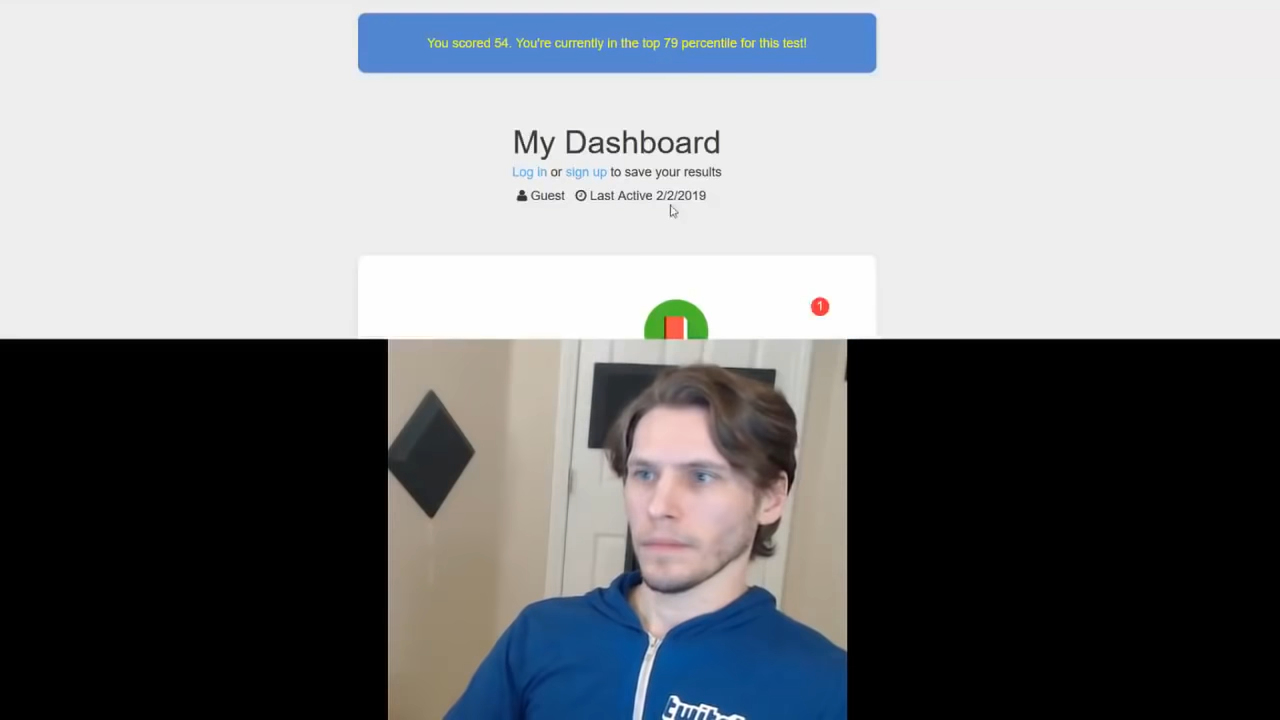 You scored 54. You're currently in the top 79 percentile for this test!
My Dashboard
Log in or sign up to save your results
Guest Last Active 2/2/2019
1
twitch